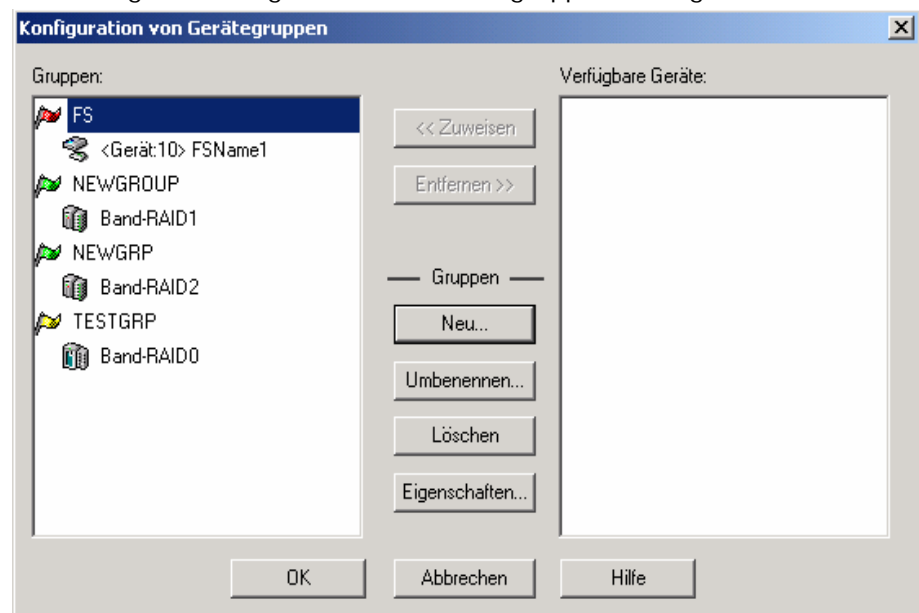 Konfiguration von Gerätegruppen
Gruppen:
FS
<Gerät:10> FSName1
NEWGROUP
Band-RAID1
NEWGRP
Band-RAID2
TESTGRP
Band-RAID0
<< Zuweisen
Entfernen >>
Gruppen
Neu...
Umbenennen...
Löschen
Eigenschaften...
Verfügbare Geräte:
OK
Abbrechen
Hilfe